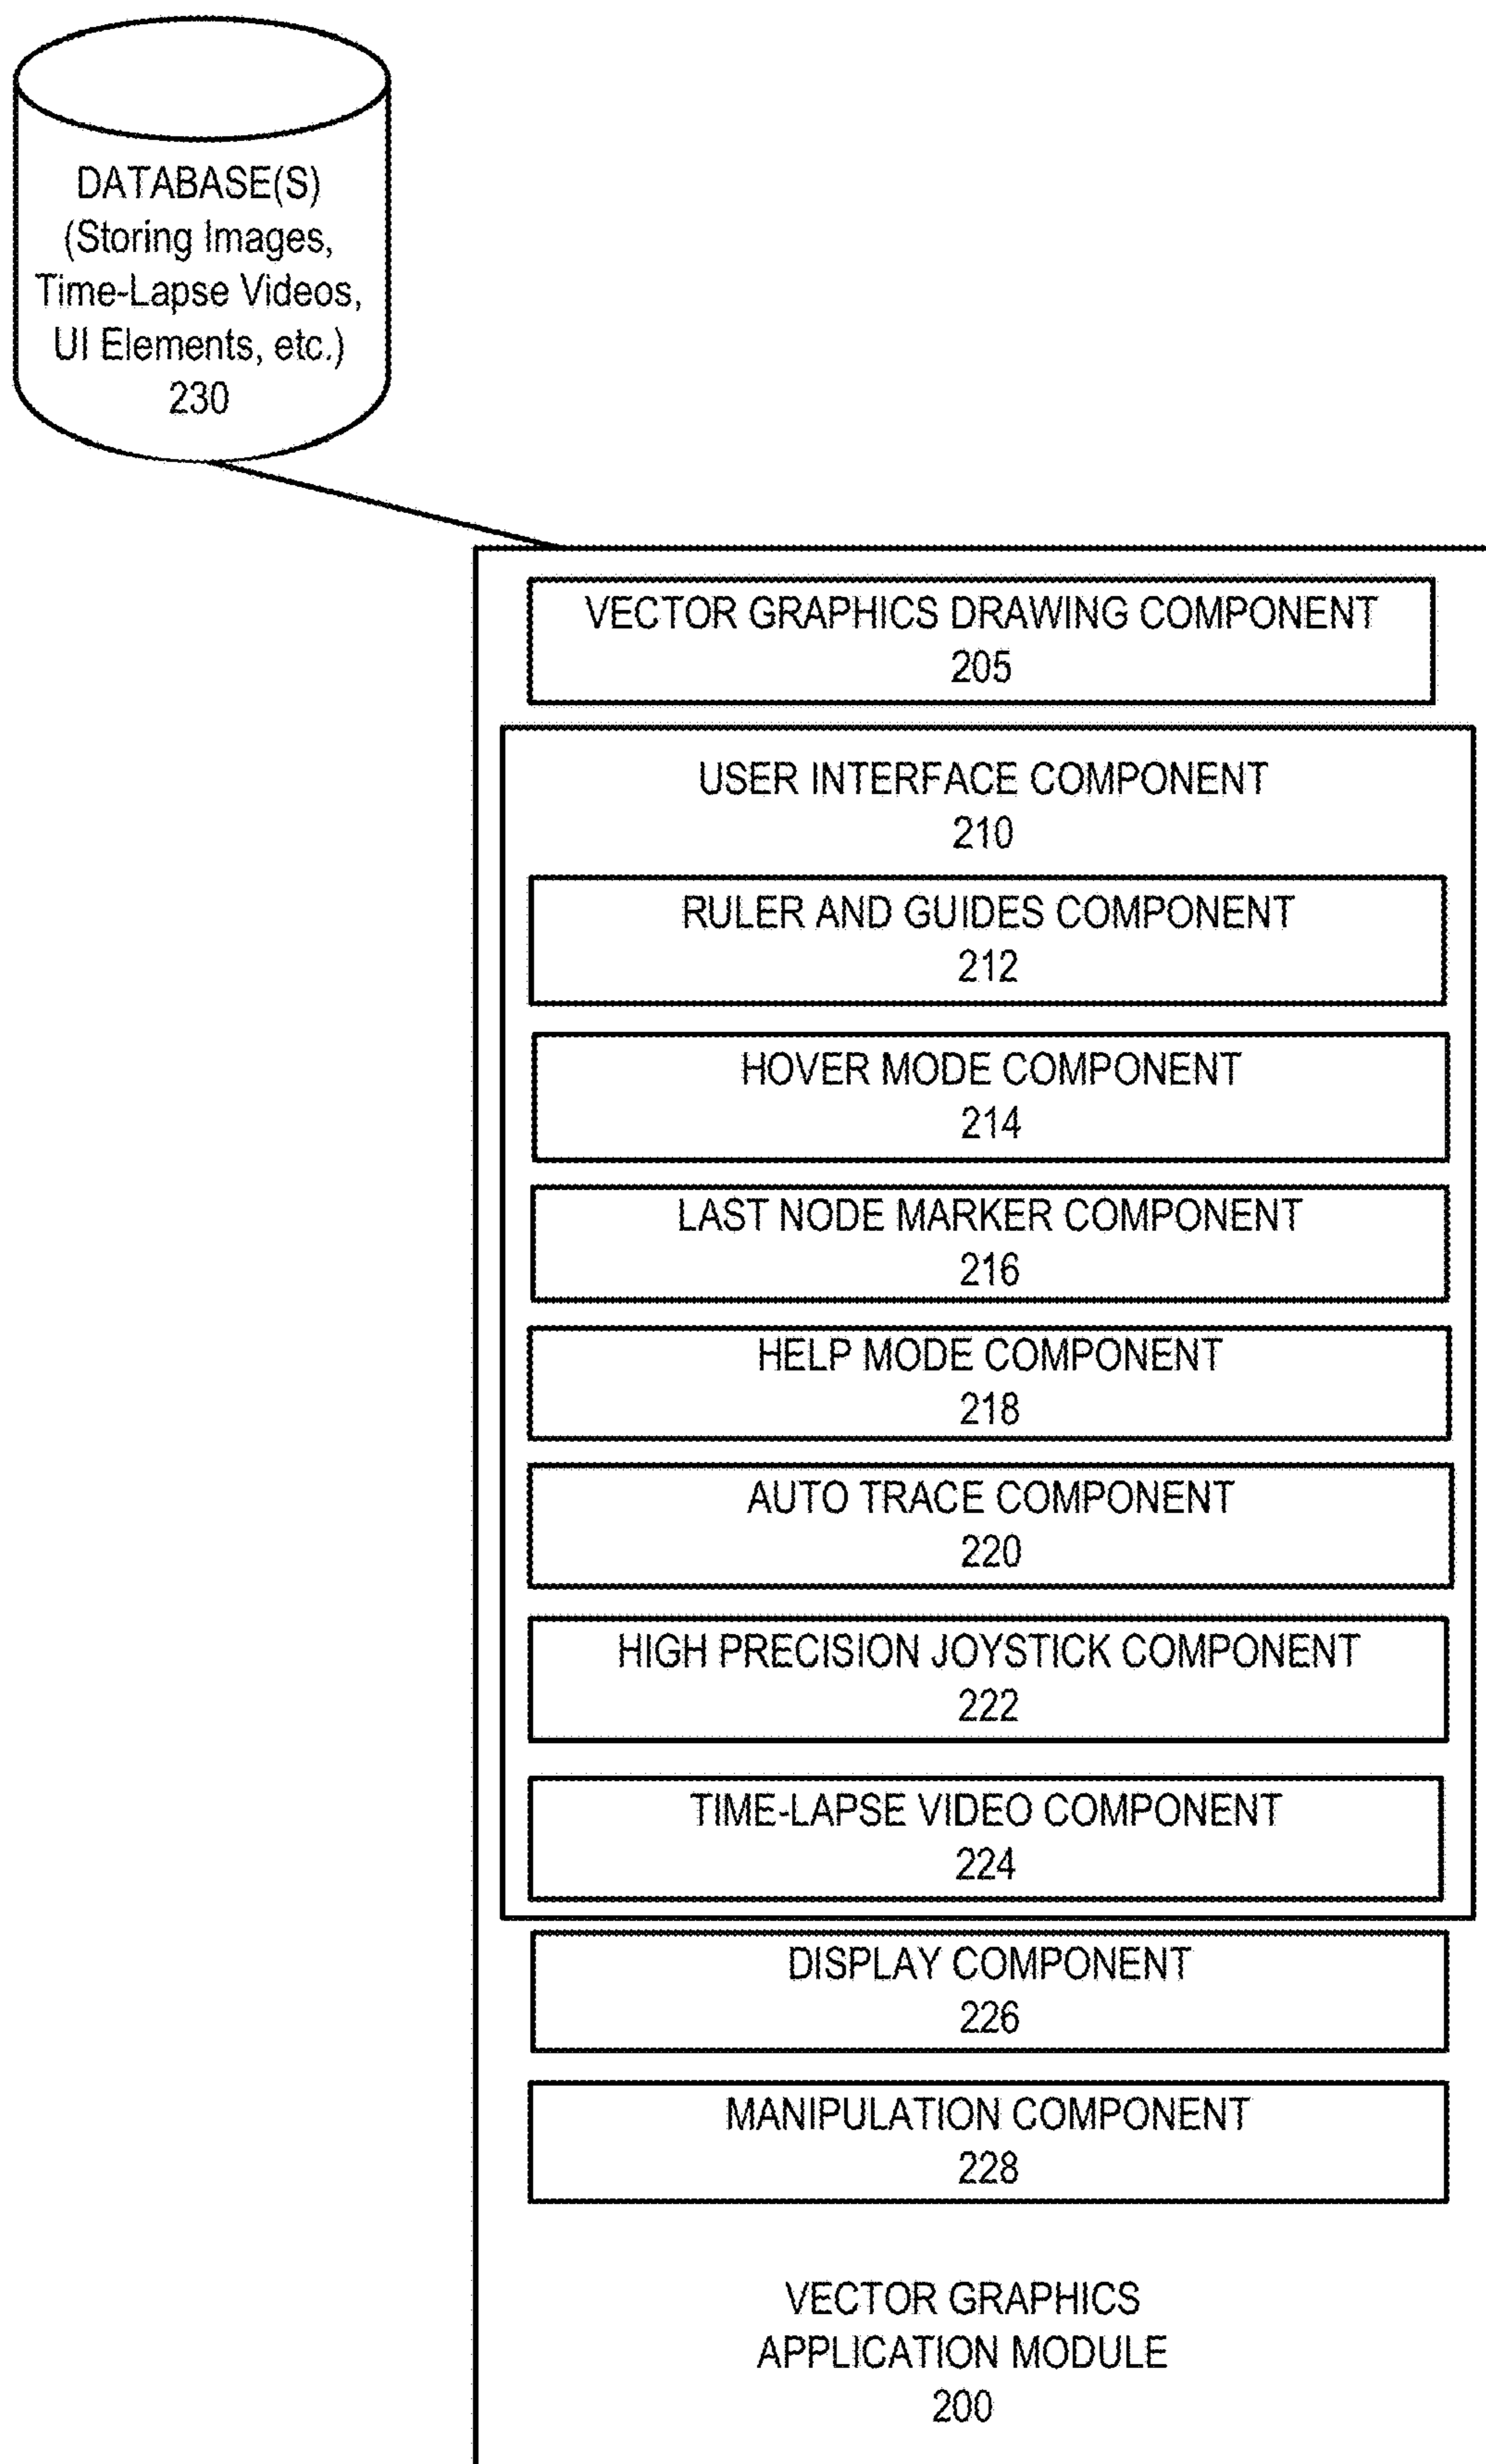 DATABASE(S)
(Storing Images,
Time-Lapse Videos,
UI Elements, etc.)
230
VECTOR GRAPHICS DRAWING COMPONENT
205
USER INTERFACE COMPONENT
210
RULER AND GUIDES COMPONENT
212
HOVER MODE COMPONENT
214
LAST NODE MARKER COMPONENT
216
HELP MODE COMPONENT
218
AUTO TRACE COMPONENT
220
HIGH PRECISION JOYSTICK COMPONENT
222
TIME-LAPSE VIDEO COMPONENT
224
DISPLAY COMPONENT
226
MANIPULATION COMPONENT
228
VECTOR GRAPHICS
APPLICATION MODULE
200